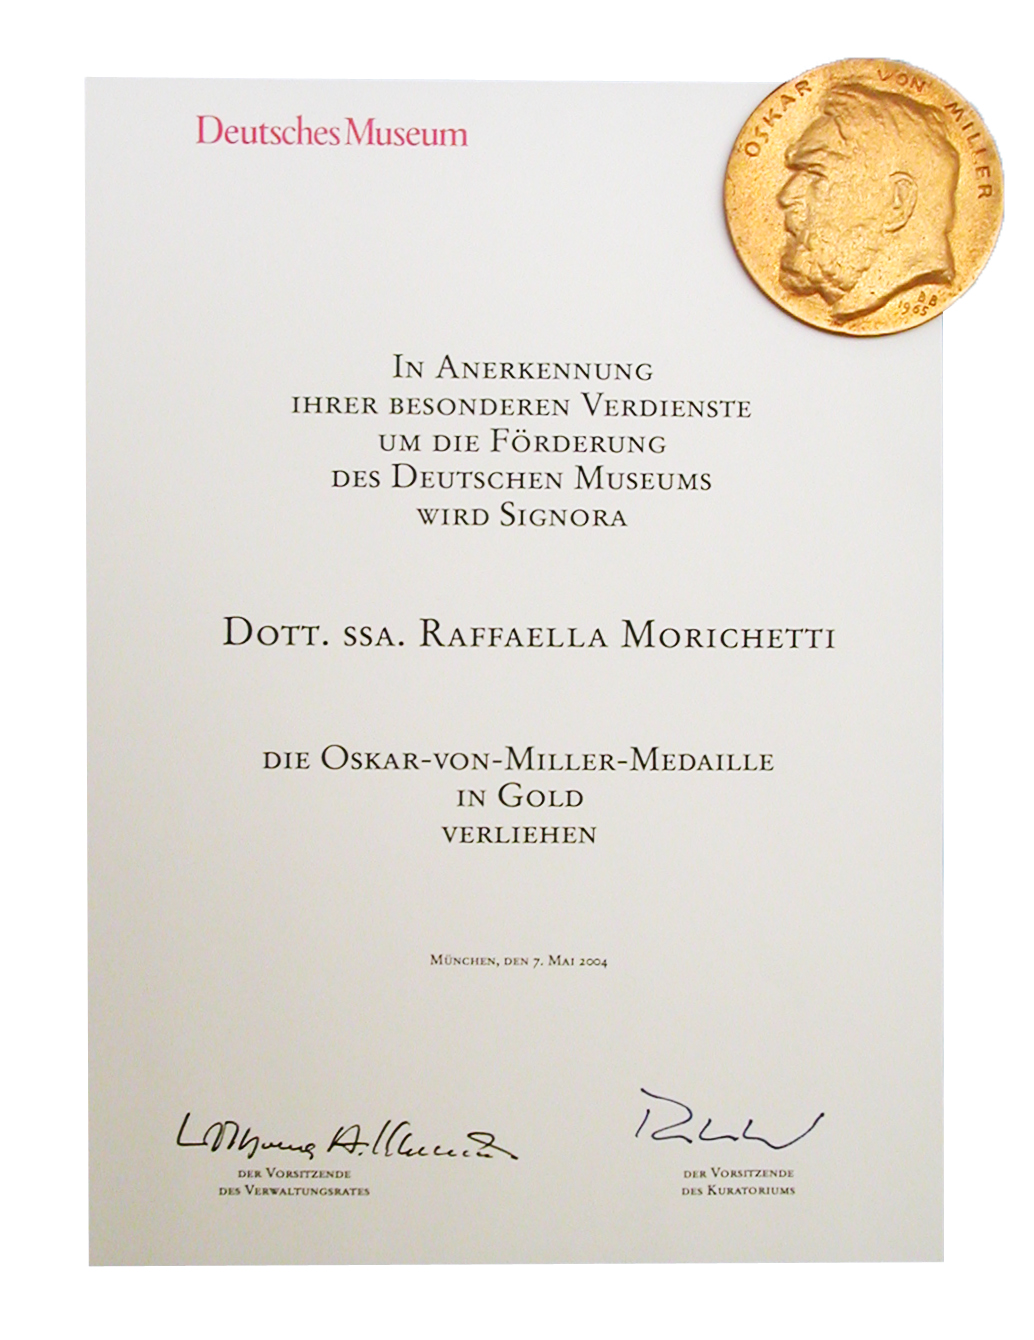 Deutsches Museum
OSKAR VON MILLER
BB
1965
IN ANERKENNUNG
IHRER BESONDEREN VERDIENSTE
UM DIE FÖRDERUNG
DES DEUTSCHEN MUSEUMS
WIRD SIGNORA
DOTT. SSA. RAFFAELLA MORICHETTI
DIE OSKAR-VON-MILLER-MEDAILLE
IN GOLD
VERLIEHEN
MÜNCHEN, DEN 7. MAI 2004
DER VORSITZENDE
DES VERWALTUNGSRATES
DER VORSITZENDE
DES KURATORIUMS